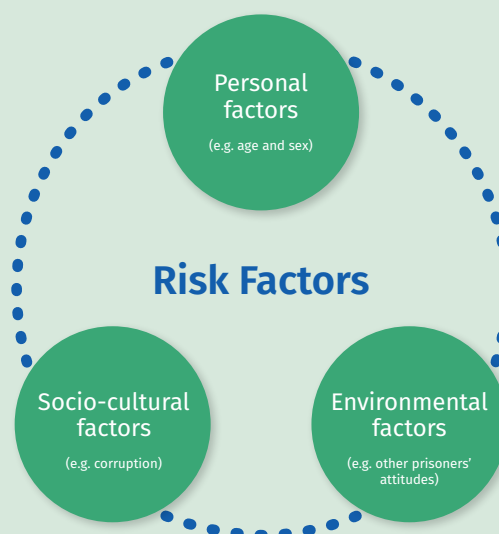 Personal
factors
(e.g. age and sex)
Risk Factors
Socio-cultural
factors
(e.g. corruption)
Environmental
factors
(e.g. other prisoners’
attitudes)